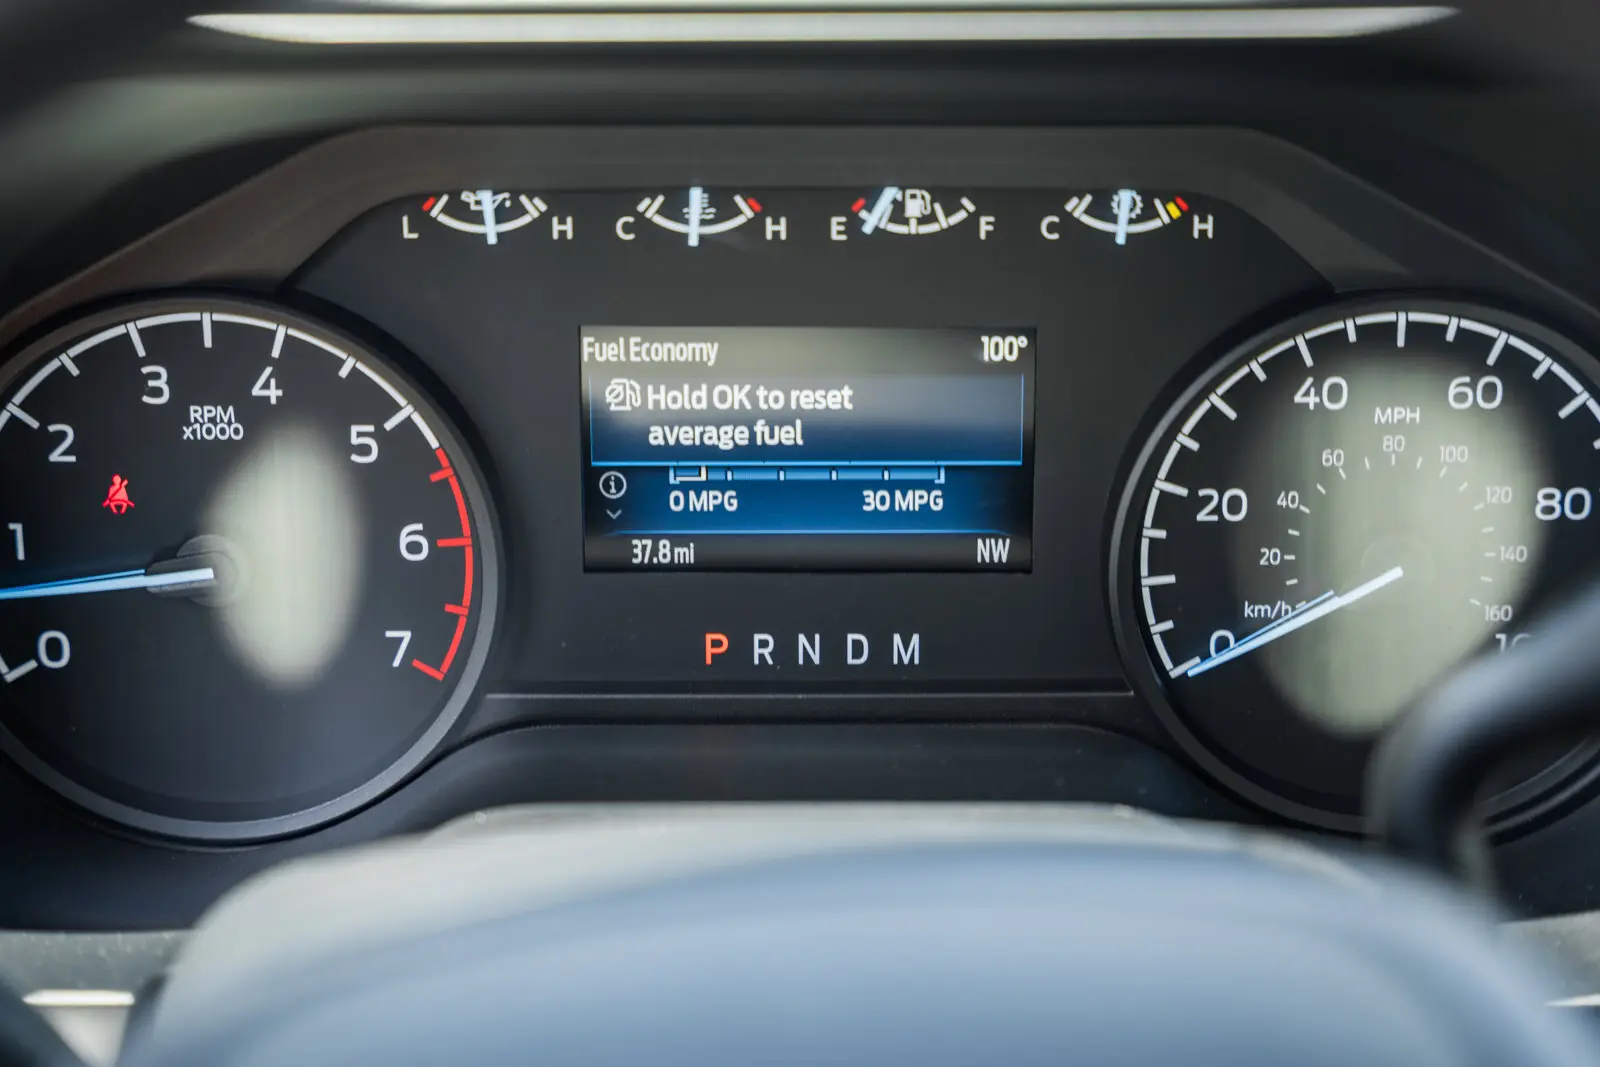 L H C H E F C H
Fuel Economy 100°
Hold OK to reset
average fuel
0 MPG 30 MPG
37.8 mi NW
P R N D M
0 1 2 3 4 5 6 7
RPM
x1000
0 20 40 60 80
MPH
20 40 60 80 100 120 140 160
km/h